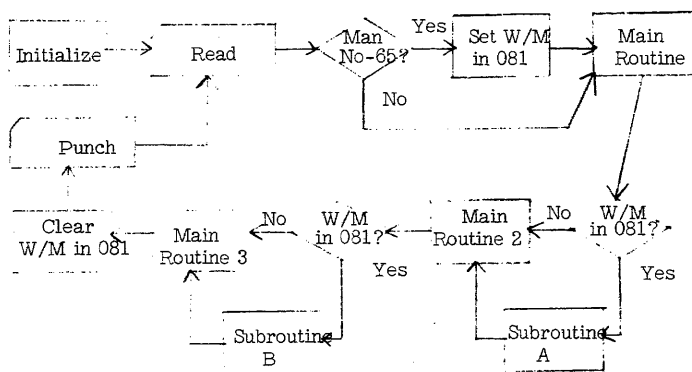 Initialize
Read
Man
No-65?
Yes
Set W/M
in 081
Main
Routine
No
Punch
Clear
W/M in 081
Main
Routine 3
No
W/M
in 081?
Yes
Main
Routine 2
No
W/M
in 081?
Yes
Subroutine
B
Subroutine
A